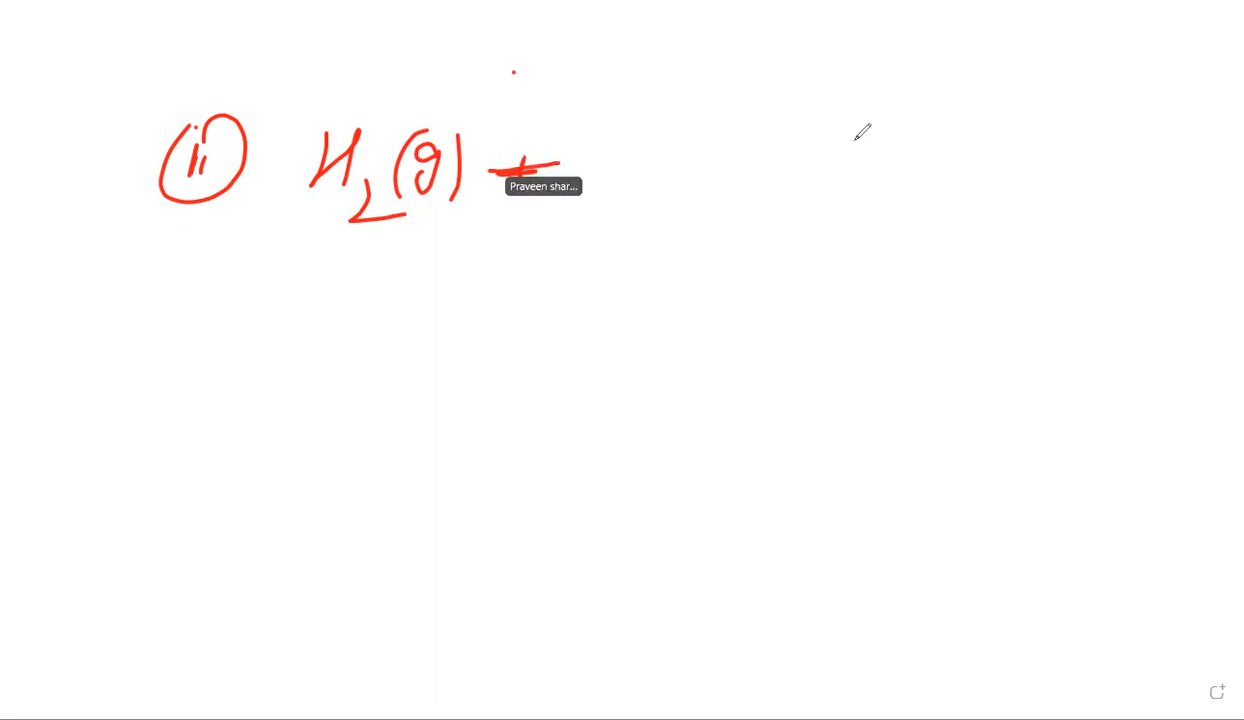 (ii) H₂(g) +
Praveen shar...